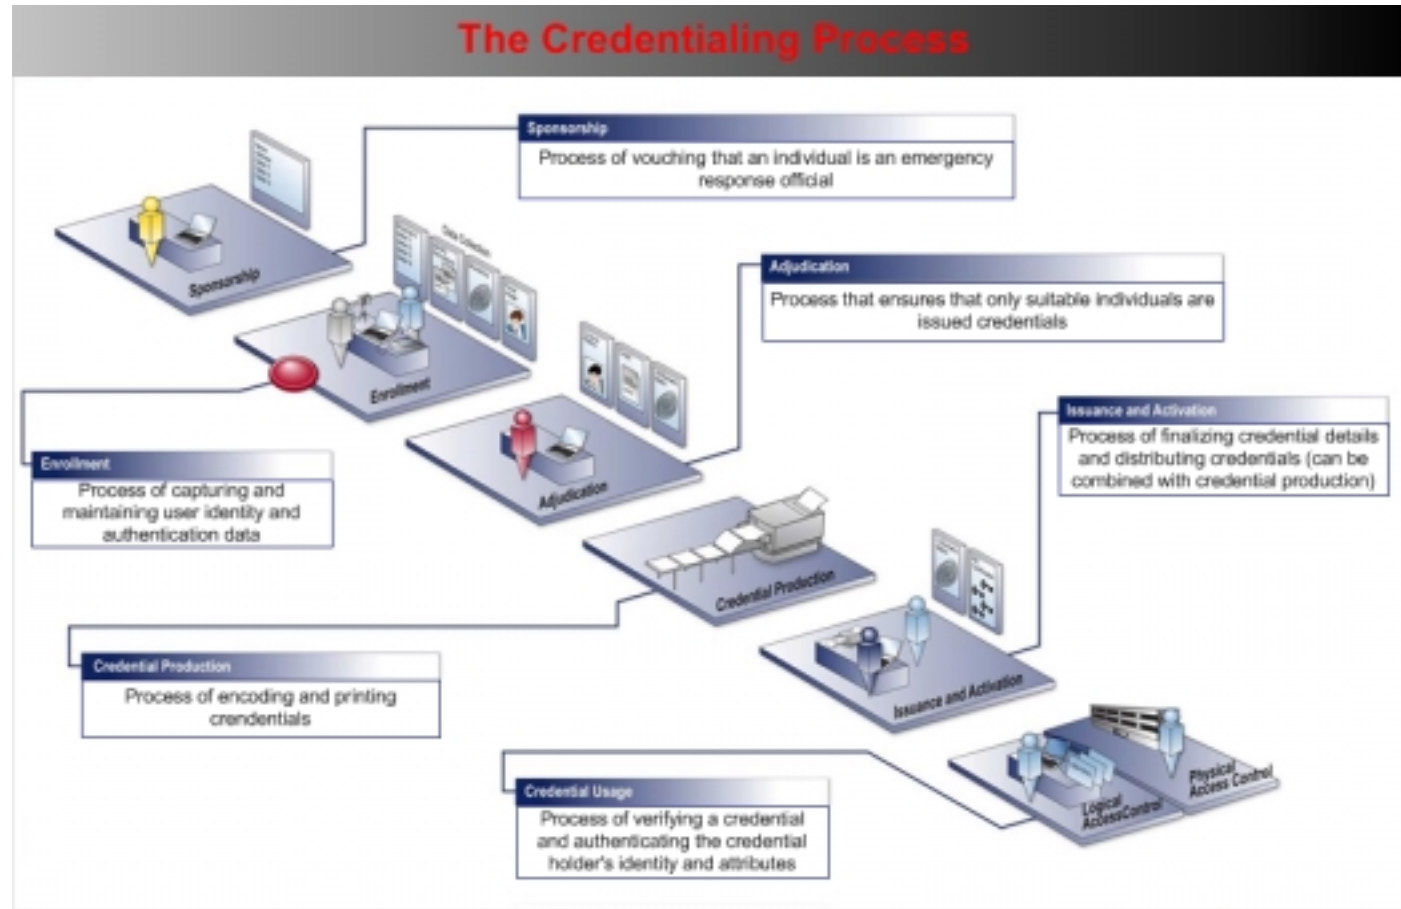 The Credentialing Process
Sponsorship
Process of vouching that an individual is an emergency
response official
Sponsorship
Data Collection
Adjudication
Process that ensures that only suitable individuals are
issued credentials
Enrollment
Enrollment
Process of capturing and
maintaining user identity and
authentication data
Adjudication
Issuance and Activation
Process of finalizing credential details
and distributing credentials (can be
combined with credential production)
Credential Production
Credential Production
Process of encoding and printing
crendentials
Issuance and Activation
Credential Usage
Process of verifying a credential
and authenticating the credential
holder's identity and attributes
Logical
AccessControl
Physical
Access Control